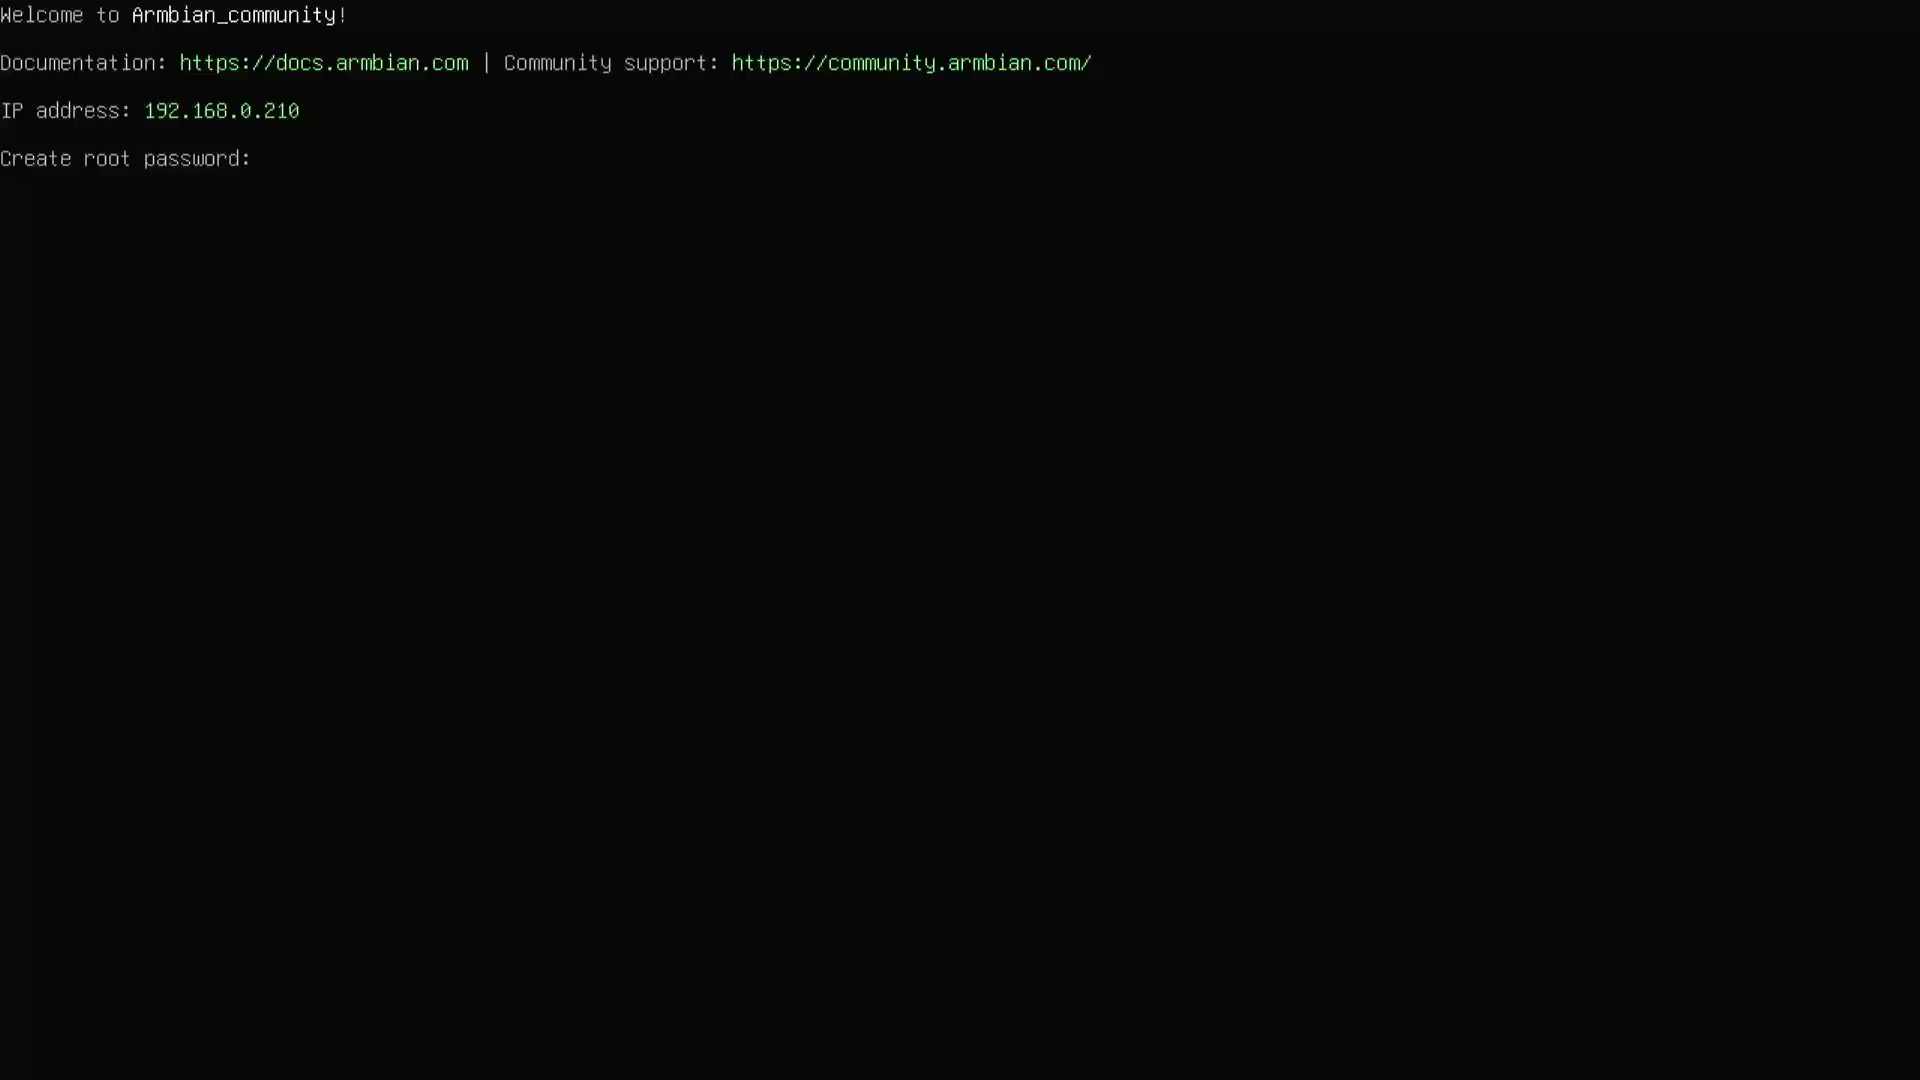 Welcome to Armbian_community!
Documentation: https://docs.armbian.com | Community support: https://community.armbian.com/
IP address: 192.168.0.210
Create root password: